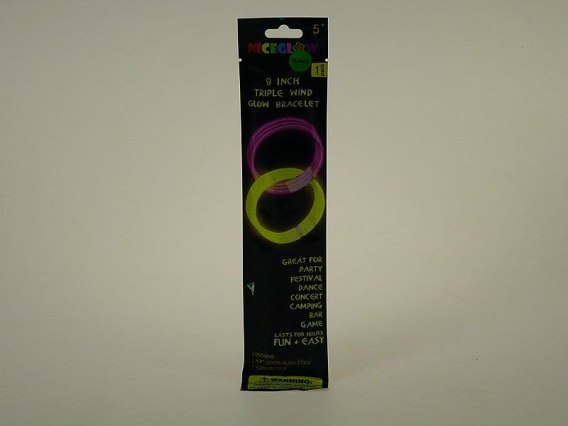 5+
NICEGLOW
8 INCH
TRIPLE WIND
GLOW BRACELET
GREAT FOR
PARTY
FESTIVAL
DANCE
CONCERT
CAMPING
BAR
GAME
LASTS FOR HOURS
FUN + EASY
WARNING: